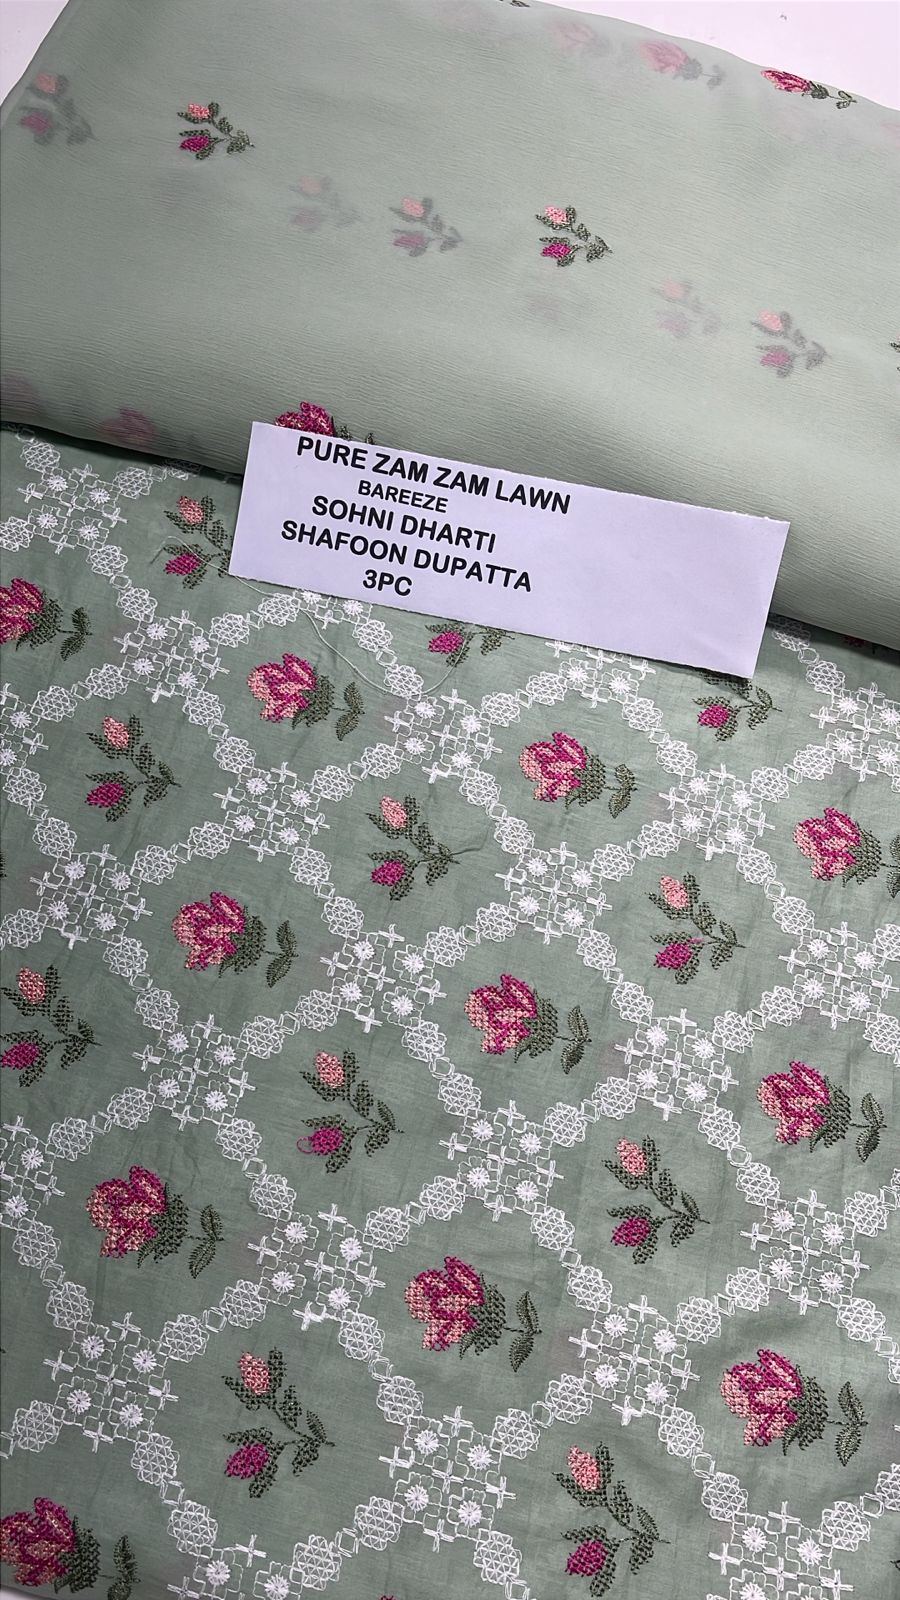 PURE ZAM ZAM LAWN
BAREEZE
SOHNI DHARTI
SHAFOON DUPATTA
3PC